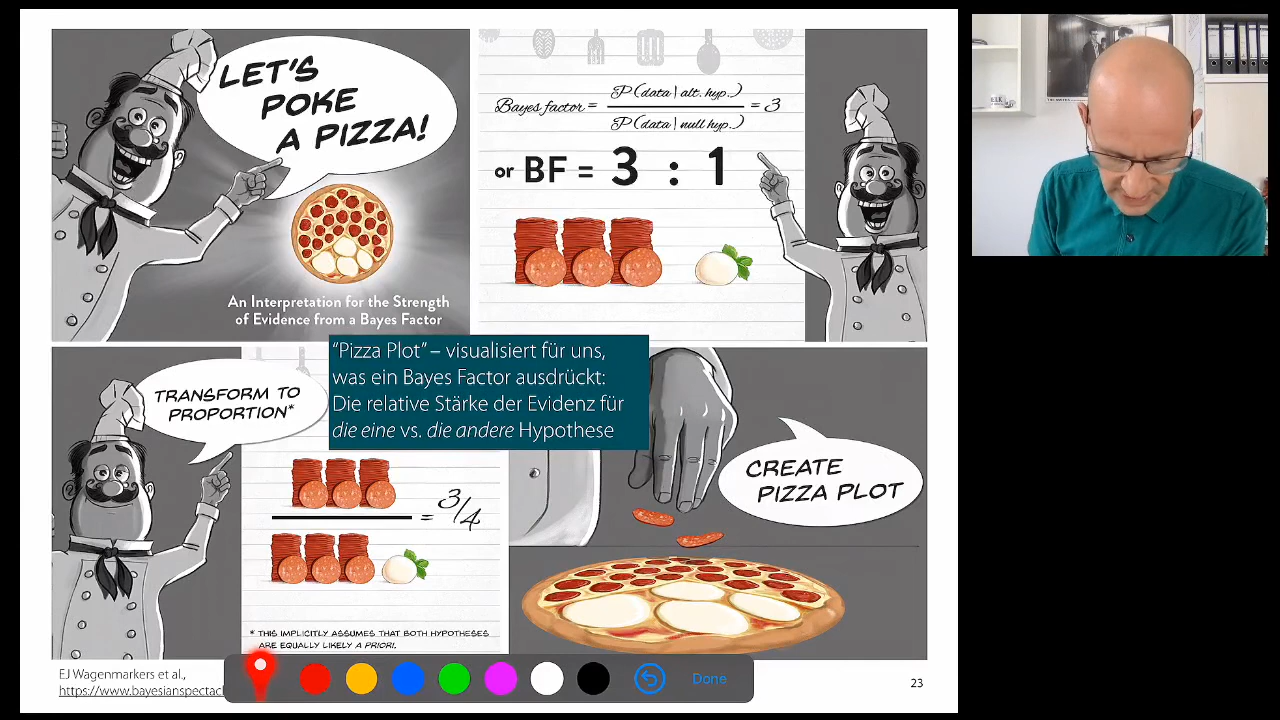 LET'S
POKE
A PIZZA!
An Interpretation for the Strength
of Evidence from a Bayes Factor
Bayes factor = P(data | alt. hyp.) / P(data | null hyp.) = 3
or BF = 3 : 1
"Pizza Plot" – visualisiert für uns,
was ein Bayes Factor ausdrückt:
Die relative Stärke der Evidenz für
die eine vs. die andere Hypothese
TRANSFORM TO
PROPORTION*
= 3/4
* THIS IMPLICITLY ASSUMES THAT BOTH HYPOTHESES
ARE EQUALLY LIKELY A PRIORI.
CREATE
PIZZA PLOT
EJ Wagenmarkers et al.,
https://www.bayesianspectac
23
Done